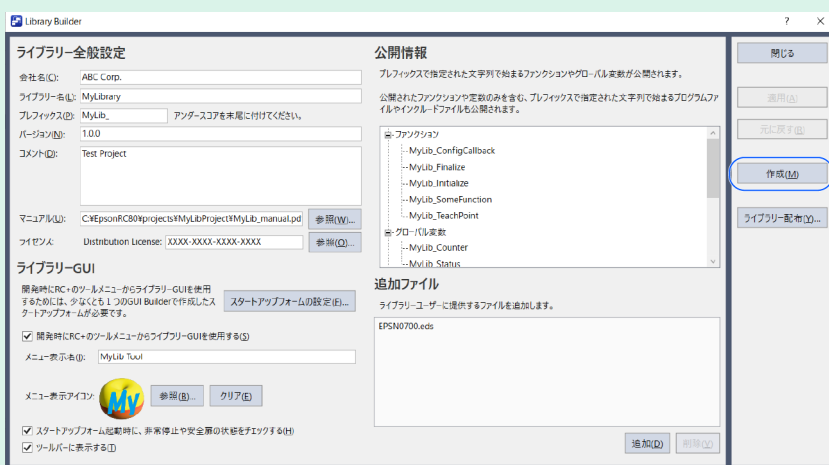 Library Builder
? ×
ライブラリー全般設定
会社名(C): ABC Corp.
ライブラリー名(L): MyLibrary
プレフィックス(P): MyLib_ アンダースコアを末尾に付けてください。
バージョン(N): 1.0.0
コメント(D): Test Project
マニュアル(U): C:¥EpsonRC80¥projects¥MyLibProject¥MyLib_manual.pd 参照(W)...
ライセンス: Distribution License: XXXX-XXXX-XXXX-XXXX 参照(O)...
ライブラリーGUI
開発時にRC+のツールメニューからライブラリーGUIを使用
するためには、少なくとも１つのGUI Builderで作成したス
タートアップフォームが必要です。
スタートアップフォームの設定(F)...
開発時にRC+のツールメニューからライブラリーGUIを使用する(S)
メニュー表示名(J): MyLib Tool
メニュー表示アイコン: My 参照(R)... クリア(E)
スタートアップフォーム起動時に、非常停止や安全扉の状態をチェックする(H)
ツールバーに表示する(T)
公開情報
プレフィックスで指定された文字列で始まるファンクションやグローバル変数が公開されます。
公開されたファンクションや定数のみを含む、プレフィックスで指定された文字列で始まるプログラムファ
イルやインクルードファイルも公開されます。
ファンクション
MyLib_ConfigCallback
MyLib_Finalize
MyLib_Initialize
MyLib_SomeFunction
MyLib_TeachPoint
グローバル変数
MyLib_Counter
MyLib_Status
追加ファイル
ライブラリーユーザーに提供するファイルを追加します。
EPSN0700.eds
追加(D) 削除(V)
閉じる
適用(A)
元に戻す(B)
作成(M)
ライブラリー配布(Y)...